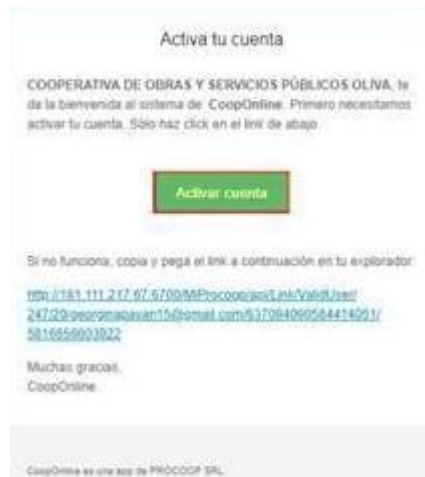 Activa tu cuenta
COOPERATIVA DE OBRAS Y SERVICIOS PÚBLICOS OLIVA, te
da la bienvenida al sistema de CoopOnline. Primero necesitamos
activar tu cuenta. Sólo haz click en el link de abajo.
Activar cuenta
Si no funciona, copia y pega el link a continuación en tu explorador:
Muchas gracias,
CoopOnline
CoopOnline es una app de PROCOOP SRL.